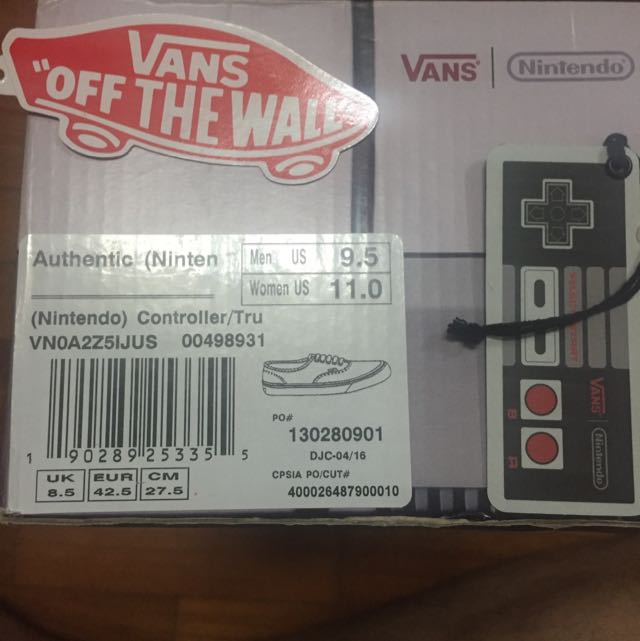 VANS
"OFF THE WALL
VANS | Nintendo
Authentic (Ninten
Men US 9.5
Women US 11.0
(Nintendo) Controller/Tru
VN0A2Z5IJUS 00498931
PO#
130280901
DJC-04/16
CPSIA PO/CUT#
400026487900010
1 90289 25335 5
UK EUR CM
8.5 42.5 27.5
B
A
VANS | Nintendo